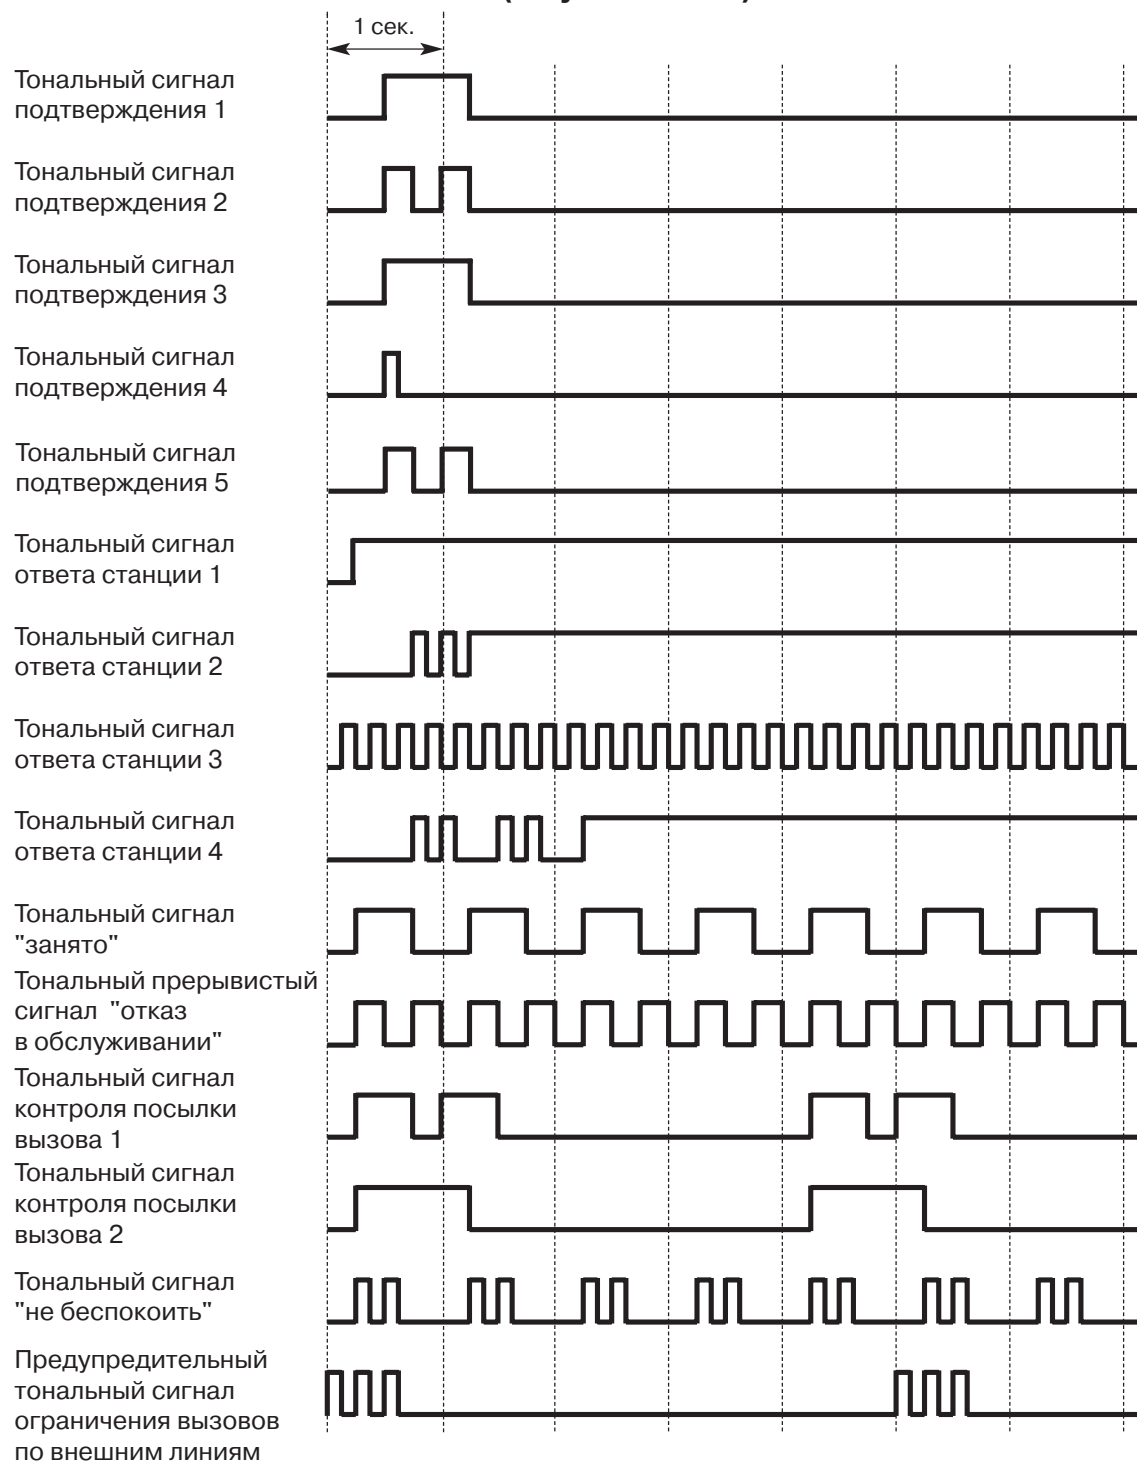 1 сек.
Тональный сигнал
подтверждения 1
Тональный сигнал
подтверждения 2
Тональный сигнал
подтверждения 3
Тональный сигнал
подтверждения 4
Тональный сигнал
подтверждения 5
Тональный сигнал
ответа станции 1
Тональный сигнал
ответа станции 2
Тональный сигнал
ответа станции 3
Тональный сигнал
ответа станции 4
Тональный сигнал
"занято"
Тональный прерывистый
сигнал "отказ
в обслуживании"
Тональный сигнал
контроля посылки
вызова 1
Тональный сигнал
контроля посылки
вызова 2
Тональный сигнал
"не беспокоить"
Предупредительный
тональный сигнал
ограничения вызовов
по внешним линиям